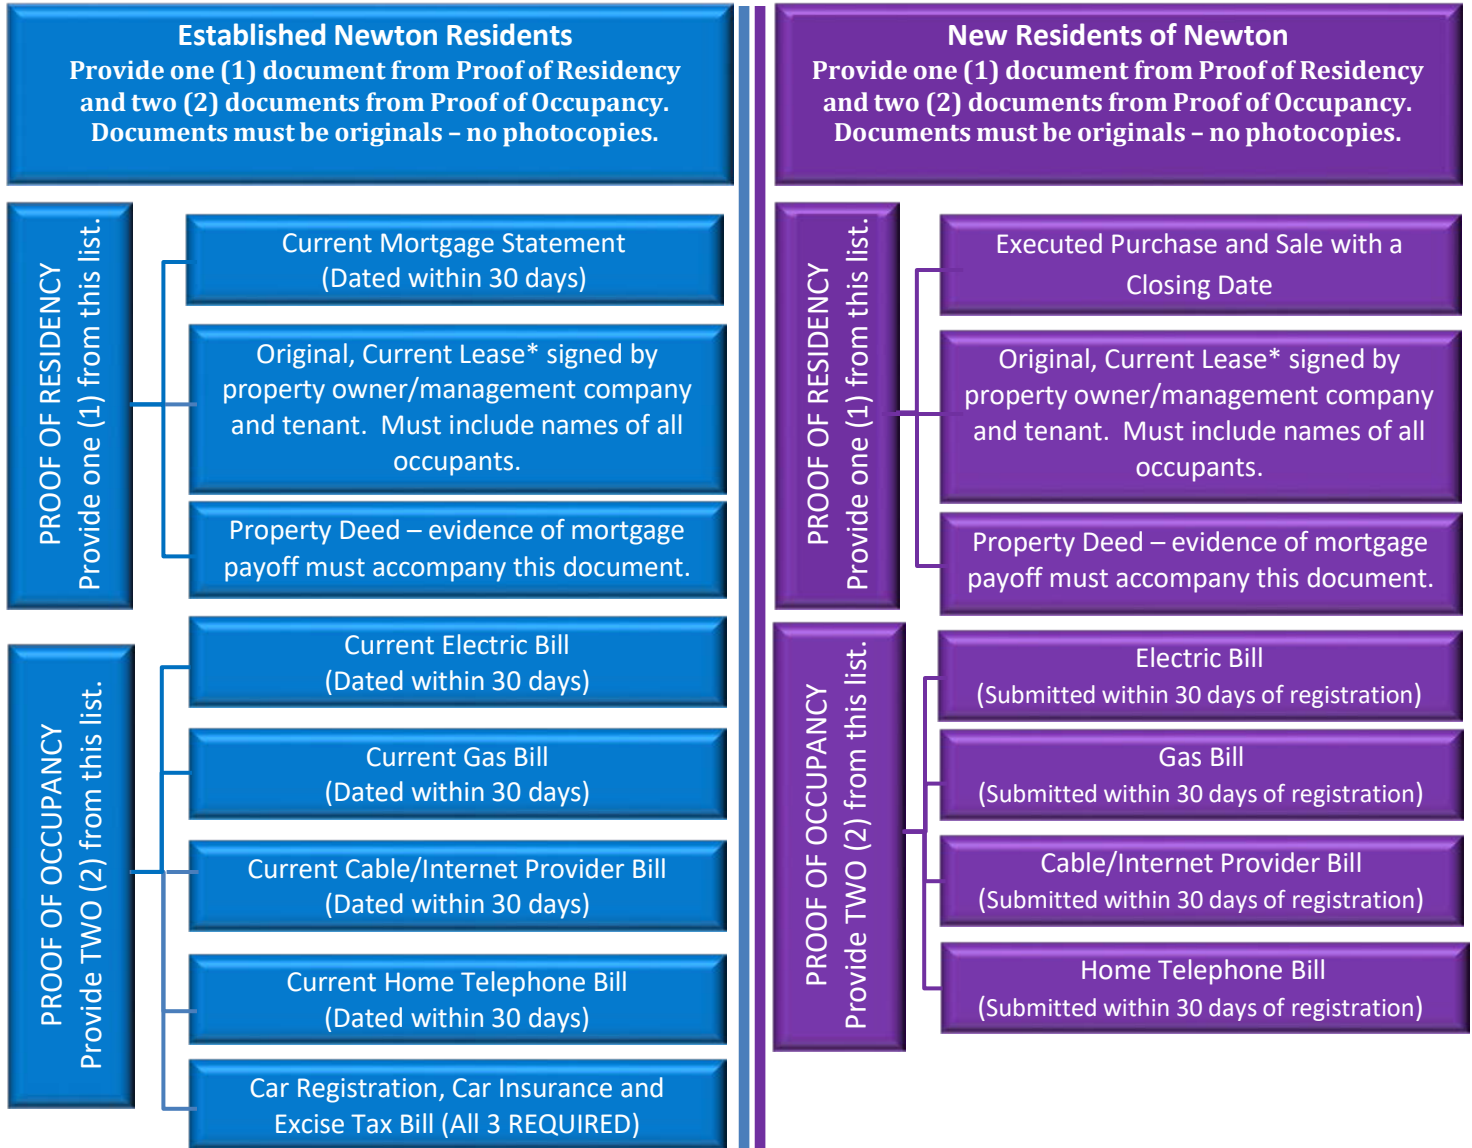 Established Newton Residents
Provide one (1) document from Proof of Residency
and two (2) documents from Proof of Occupancy.
Documents must be originals – no photocopies.
PROOF OF RESIDENCY
Provide one (1) from this list.
Current Mortgage Statement
(Dated within 30 days)
Original, Current Lease* signed by
property owner/management company
and tenant.  Must include names of all
occupants.
Property Deed – evidence of mortgage
payoff must accompany this document.
PROOF OF OCCUPANCY
Provide TWO (2) from this list.
Current Electric Bill
(Dated within 30 days)
Current Gas Bill
(Dated within 30 days)
Current Cable/Internet Provider Bill
(Dated within 30 days)
Current Home Telephone Bill
(Dated within 30 days)
Car Registration, Car Insurance and
Excise Tax Bill (All 3 REQUIRED)
New Residents of Newton
Provide one (1) document from Proof of Residency
and two (2) documents from Proof of Occupancy.
Documents must be originals – no photocopies.
PROOF OF RESIDENCY
Provide one (1) from this list.
Executed Purchase and Sale with a
Closing Date
Original, Current Lease* signed by
property owner/management company
and tenant.  Must include names of all
occupants.
Property Deed – evidence of mortgage
payoff must accompany this document.
PROOF OF OCCUPANCY
Provide TWO (2) from this list.
Electric Bill
(Submitted within 30 days of registration)
Gas Bill
(Submitted within 30 days of registration)
Cable/Internet Provider Bill
(Submitted within 30 days of registration)
Home Telephone Bill
(Submitted within 30 days of registration)